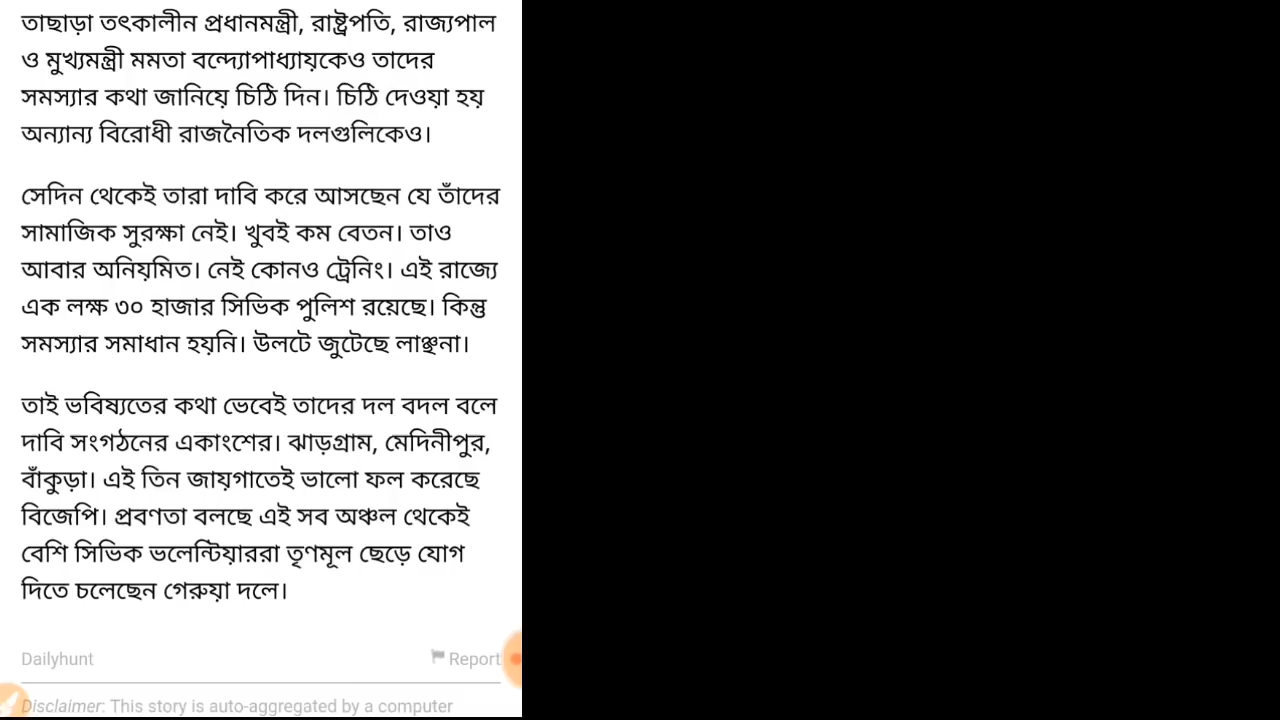 তাছাড়া তৎকালীন প্রধানমন্ত্রী, রাষ্ট্রপতি, রাজ্যপাল
ও মুখ্যমন্ত্রী মমতা বন্দ্যোপাধ্যায়কেও তাদের
সমস্যার কথা জানিয়ে চিঠি দিন। চিঠি দেওয়া হয়
অন্যান্য বিরোধী রাজনৈতিক দলগুলিকেও।
সেদিন থেকেই তারা দাবি করে আসছেন যে তাঁদের
সামাজিক সুরক্ষা নেই। খুবই কম বেতন। তাও
আবার অনিয়মিত। নেই কোনও ট্রেনিং। এই রাজ্যে
এক লক্ষ ৩০ হাজার সিভিক পুলিশ রয়েছে। কিন্তু
সমস্যার সমাধান হয়নি। উলটে জুটেছে লাঞ্ছনা।
তাই ভবিষ্যতের কথা ভেবেই তাদের দল বদল বলে
দাবি সংগঠনের একাংশের। ঝাড়গ্রাম, মেদিনীপুর,
বাঁকুড়া। এই তিন জায়গাতেই ভালো ফল করেছে
বিজেপি। প্রবণতা বলছে এই সব অঞ্চল থেকেই
বেশি সিভিক ভলেন্টিয়াররা তৃণমূল ছেড়ে যোগ
দিতে চলেছেন গেরুয়া দলে।
Dailyhunt Report
Disclaimer: This story is auto-aggregated by a computer